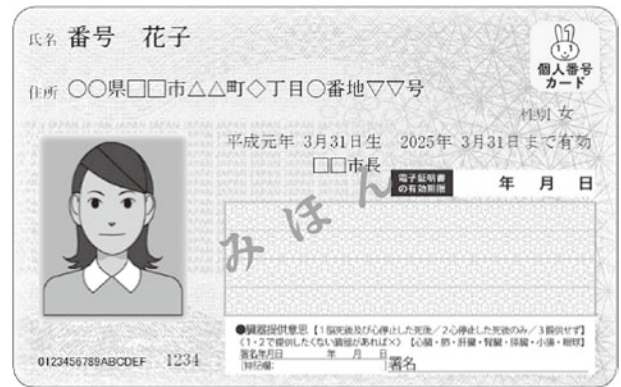 氏名 番号 花子
個人番号
カード
住所 ○○県□□市△△町◇丁目○番地▽▽号
性別 女
平成元年 3月31日生 2025年 3月31日まで有効
□□市長
電子証明書
の有効期限
年 月 日
みほん
●臓器提供意思【1 脳死後及び心停止した死後/2 心停止した死後のみ/3 提供せず】
《1・2で提供したくない臓器があれば×》【心臓・肺・肝臓・腎臓・膵臓・小腸・眼球】
署名年月日 年 月 日
[特記欄: ]署名
0123456789ABCDEF 1234